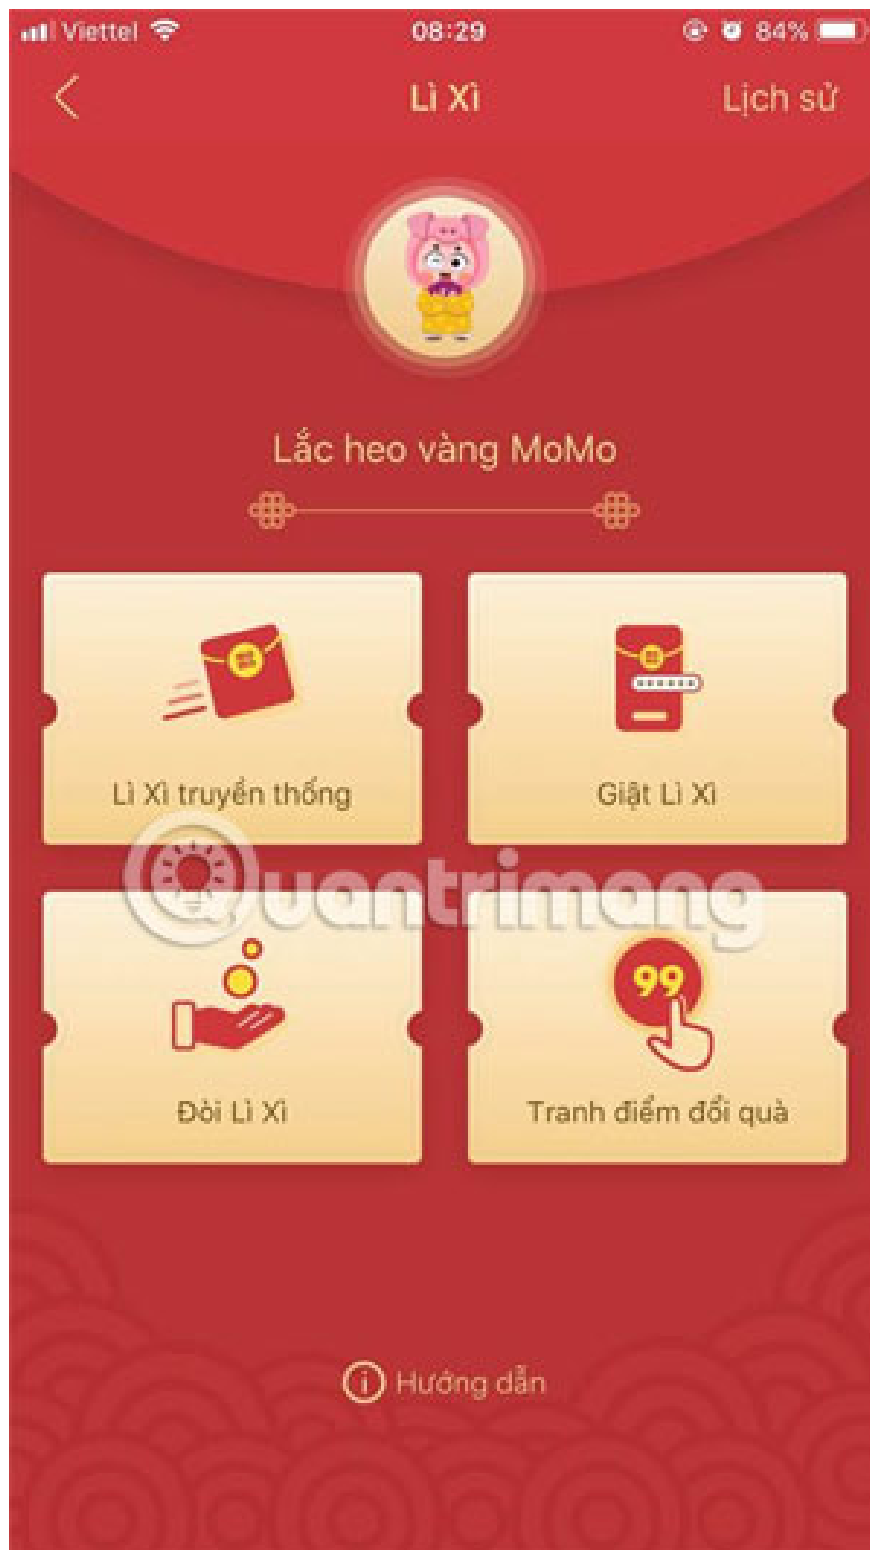 Viettel 08:29 84%
Lì Xì Lịch sử
Lắc heo vàng MoMo
Lì Xì truyền thống Giật Lì Xì
Quantrimang
99
Đòi Lì Xì Tranh điểm đổi quà
Hướng dẫn